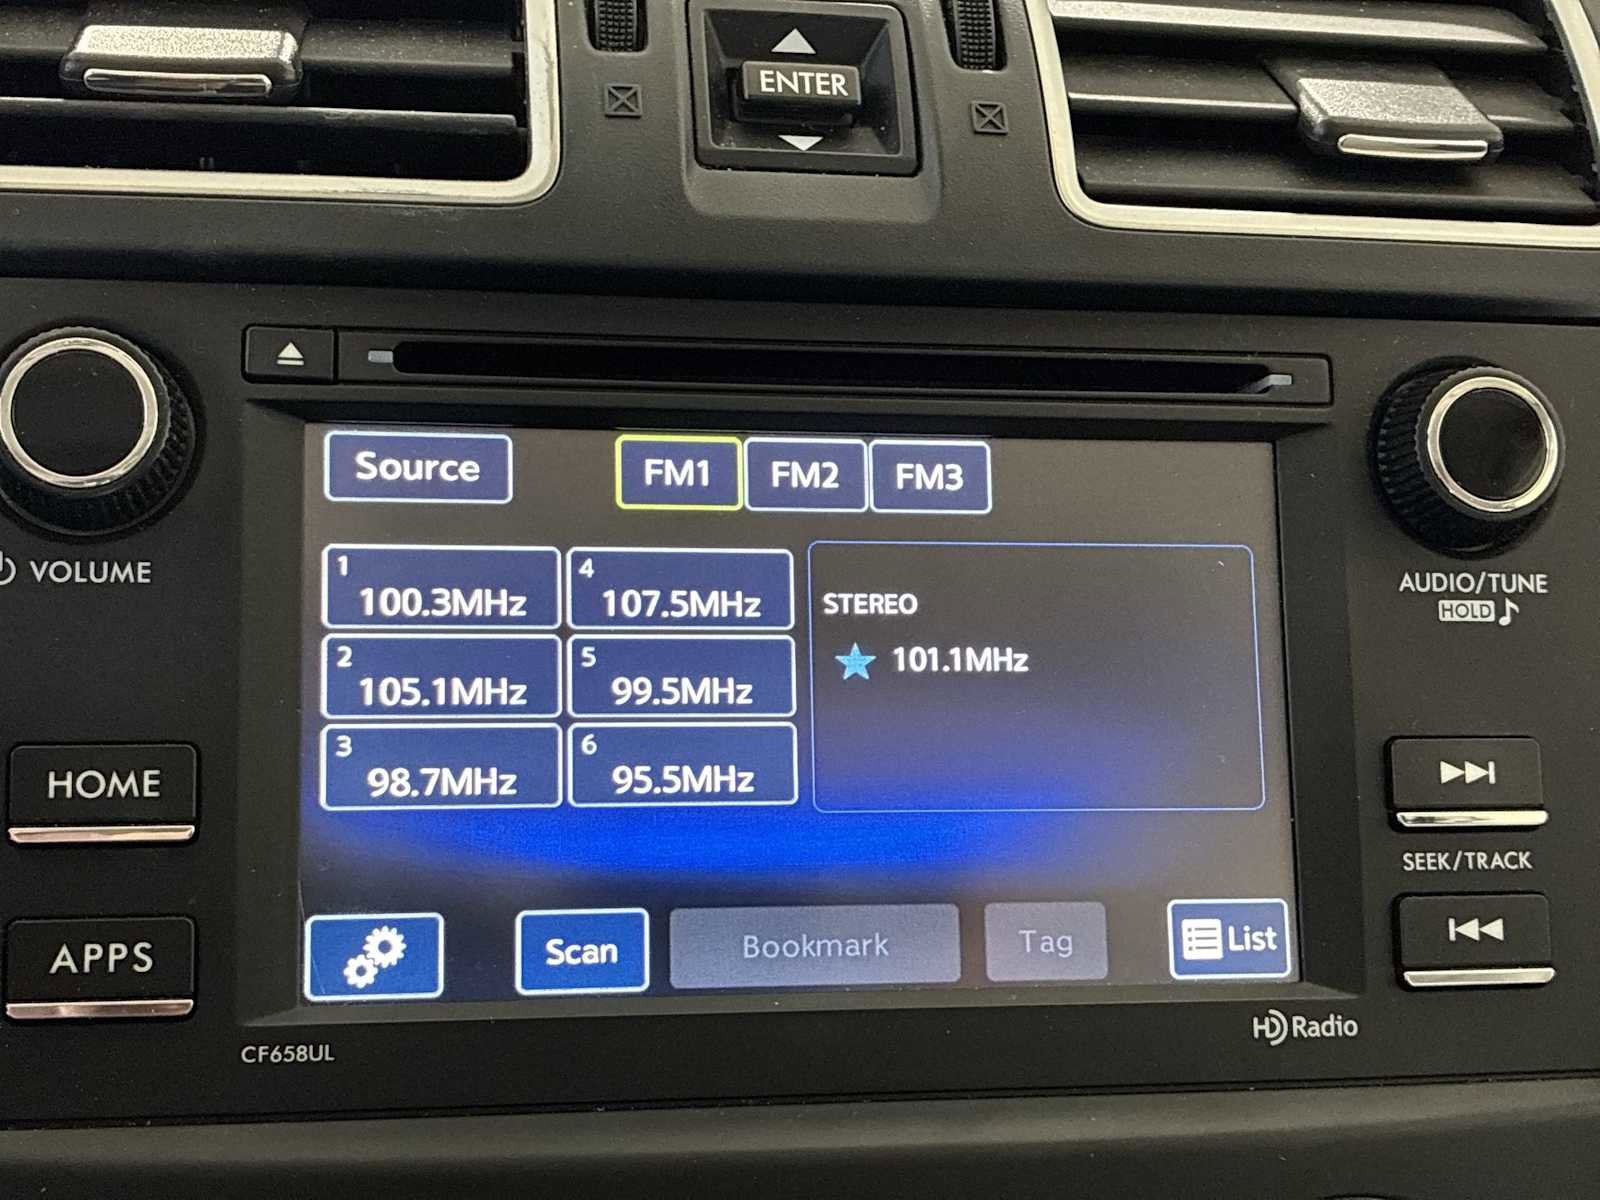 ENTER
Source
FM1 FM2 FM3
1 100.3MHz
4 107.5MHz
2 105.1MHz
5 99.5MHz
3 98.7MHz
6 95.5MHz
STEREO
101.1MHz
Scan
Bookmark
Tag
List
VOLUME
HOME
APPS
AUDIO/TUNE
HOLD
SEEK/TRACK
CF658UL
HD Radio